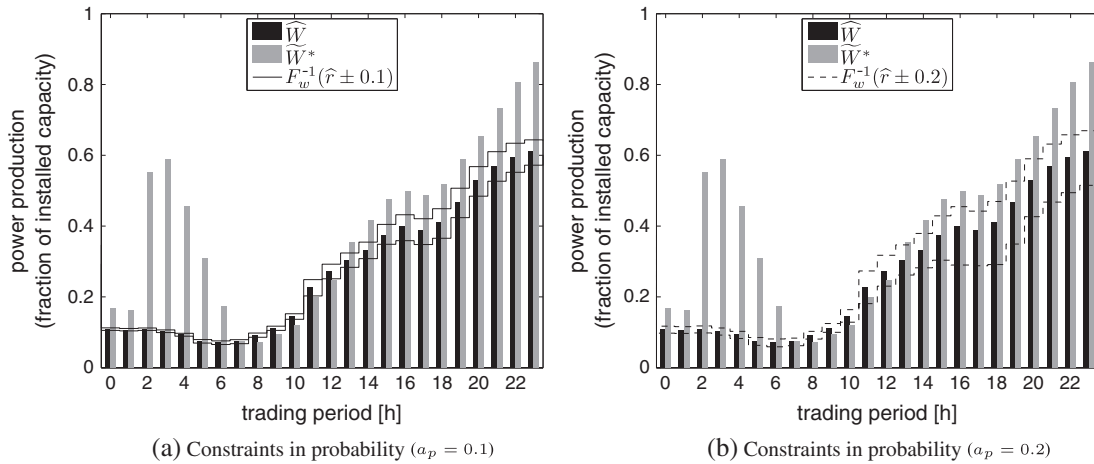 1
0.8
0.6
0.4
0.2
0
power production
(fraction of installed capacity)
Ŵ
W̃*
F_w^-1(r̂ ± 0.1)
0 2 4 6 8 10 12 14 16 18 20 22
trading period [h]
(a) Constraints in probability (a_p = 0.1)
1
0.8
0.6
0.4
0.2
0
power production
(fraction of installed capacity)
Ŵ
W̃*
F_w^-1(r̂ ± 0.2)
0 2 4 6 8 10 12 14 16 18 20 22
trading period [h]
(b) Constraints in probability (a_p = 0.2)